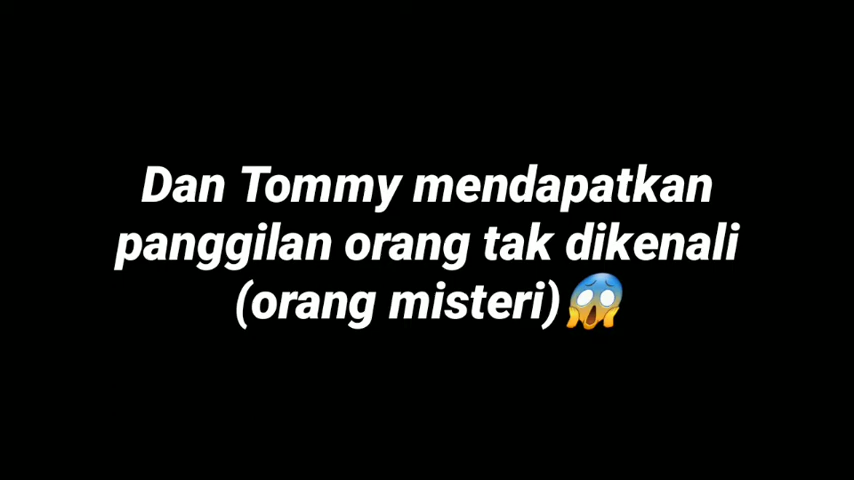 Dan Tommy mendapatkan
panggilan orang tak dikenali
(orang misteri)😱